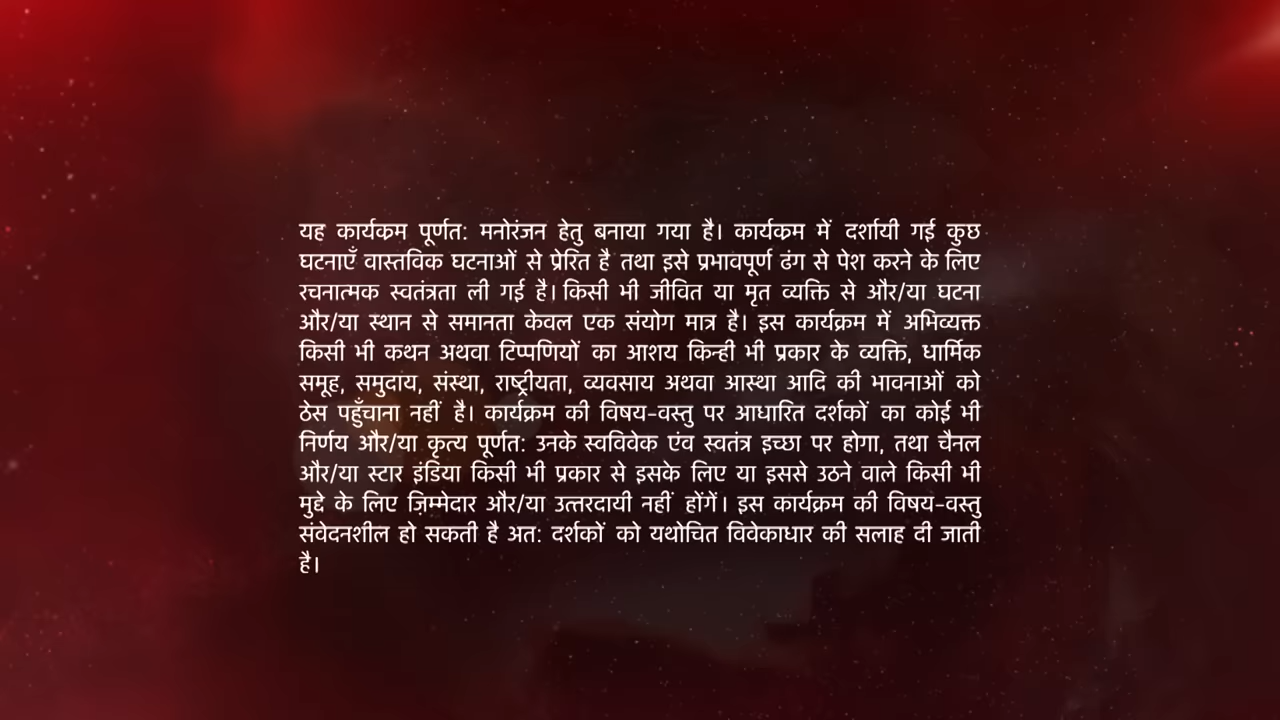 यह कार्यक्रम पूर्णत: मनोरंजन हेतु बनाया गया है। कार्यक्रम में दर्शायी गई कुछ
घटनाएँ वास्तविक घटनाओं से प्रेरित है तथा इसे प्रभावपूर्ण ढंग से पेश करने के लिए
रचनात्मक स्वतंत्रता ली गई है। किसी भी जीवित या मृत व्यक्ति से और/या घटना
और/या स्थान से समानता केवल एक संयोग मात्र है। इस कार्यक्रम में अभिव्यक्त
किसी भी कथन अथवा टिप्पणियों का आशय किन्ही भी प्रकार के व्यक्ति, धार्मिक
समूह, समुदाय, संस्था, राष्ट्रीयता, व्यवसाय अथवा आस्था आदि की भावनाओं को
ठेस पहुँचाना नहीं है। कार्यक्रम की विषय-वस्तु पर आधारित दर्शकों का कोई भी
निर्णय और/या कृत्य पूर्णत: उनके स्वविवेक एंव स्वतंत्र इच्छा पर होगा, तथा चैनल
और/या स्टार इंडिया किसी भी प्रकार से इसके लिए या इससे उठने वाले किसी भी
मुद्दे के लिए ज़िम्मेदार और/या उत्तरदायी नहीं होंगें। इस कार्यक्रम की विषय-वस्तु
संवेदनशील हो सकती है अत: दर्शकों को यथोचित विवेकाधार की सलाह दी जाती
है।